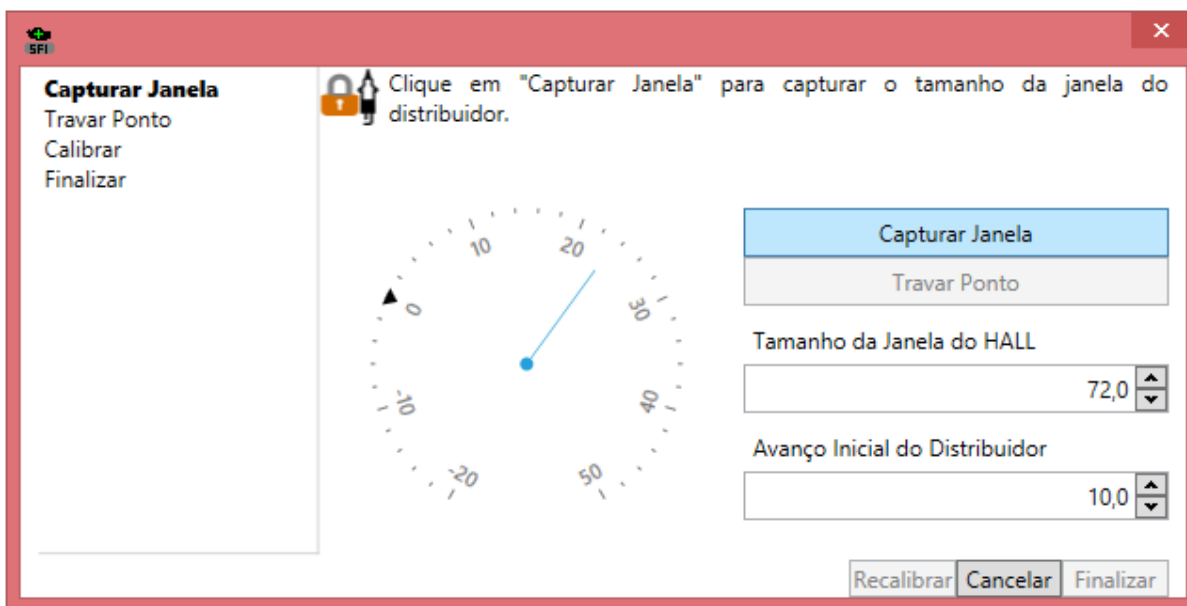 SFI
Capturar Janela
Travar Ponto
Calibrar
Finalizar
Clique em "Capturar Janela" para capturar o tamanho da janela do
distribuidor.
10
20
0
30
-10
40
-20
50
Capturar Janela
Travar Ponto
Tamanho da Janela do HALL
72,0
Avanço Inicial do Distribuidor
10,0
Recalibrar Cancelar Finalizar